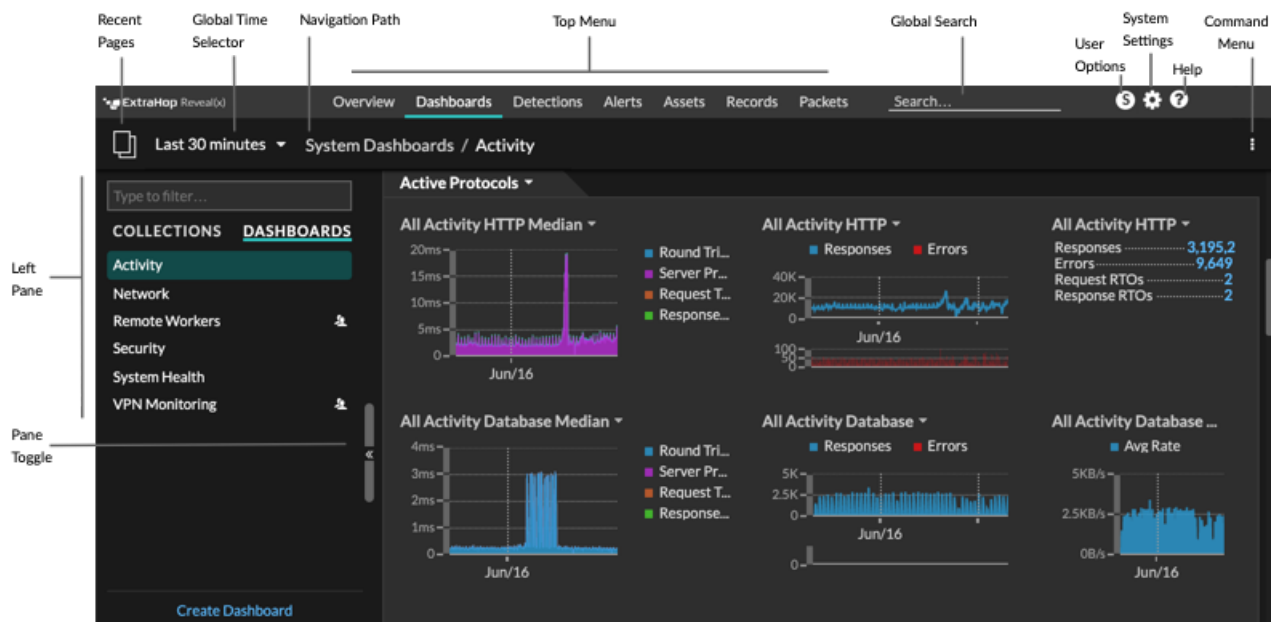 Recent Pages
Global Time Selector
Navigation Path
Top Menu
Global Search
User Options
System Settings
Help
Command Menu
ExtraHop Reveal(x)
Overview Dashboards Detections Alerts Assets Records Packets
Search...
S
?
Last 30 minutes
System Dashboards / Activity
Left Pane
Pane Toggle
Type to filter...
COLLECTIONS DASHBOARDS
Activity
Network
Remote Workers
Security
System Health
VPN Monitoring
«
Create Dashboard
Active Protocols
All Activity HTTP Median
20ms
15ms
10ms
5ms
0
Jun/16
Round Tri...
Server Pr...
Request T...
Response...
All Activity HTTP
Responses Errors
40K
20K
0
Jun/16
100
50
0
All Activity HTTP
Responses 3,195,2
Errors 9,649
Request RTOs 2
Response RTOs 2
All Activity Database Median
4ms
3ms
2ms
1ms
0
Jun/16
Round Tri...
Server Pr...
Request T...
Response...
All Activity Database
Responses Errors
5K
2.5K
0
Jun/16
0
All Activity Database ...
Avg Rate
5KB/s
2.5KB/s
0B/s
Jun/16